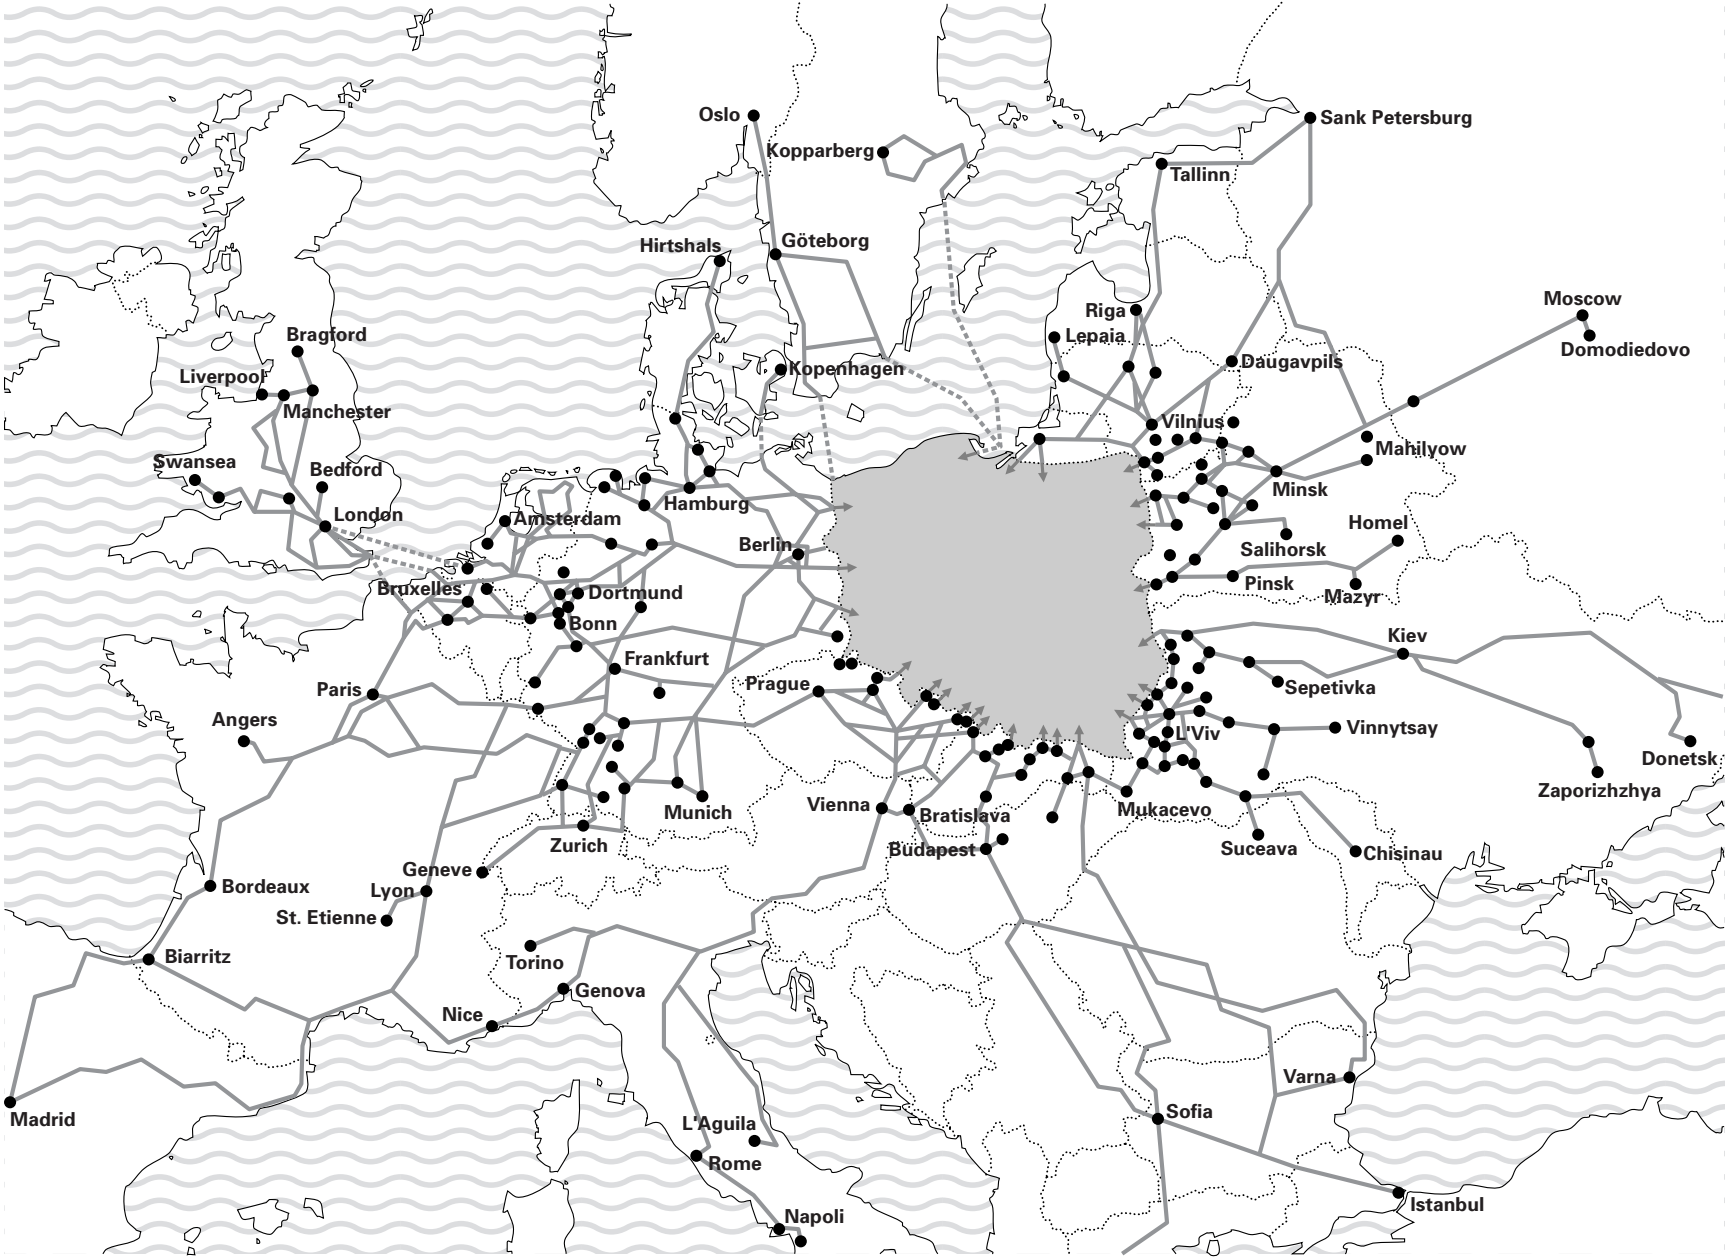 Oslo
Sank Petersburg
Kopparberg
Tallinn
Göteborg
Hirtshals
Moscow
Riga
Bragford
Lepaia
Domodiedovo
Daugavpils
Kopenhagen
Liverpool
Manchester
Vilnius
Mahilyow
Swansea
Bedford
Minsk
Hamburg
London
Amsterdam
Homel
Berlin
Salihorsk
Pinsk
Bruxelles
Dortmund
Mazyr
Bonn
Kiev
Frankfurt
Prague
Sepetivka
Paris
Angers
Vinnytsay
L'Viv
Donetsk
Zaporizhzhya
Vienna
Munich
Mukacevo
Bratislava
Zurich
Budapest
Suceava
Chisinau
Geneve
Bordeaux
Lyon
St. Etienne
Biarritz
Torino
Genova
Nice
Varna
Madrid
Sofia
L'Aguila
Rome
Istanbul
Napoli